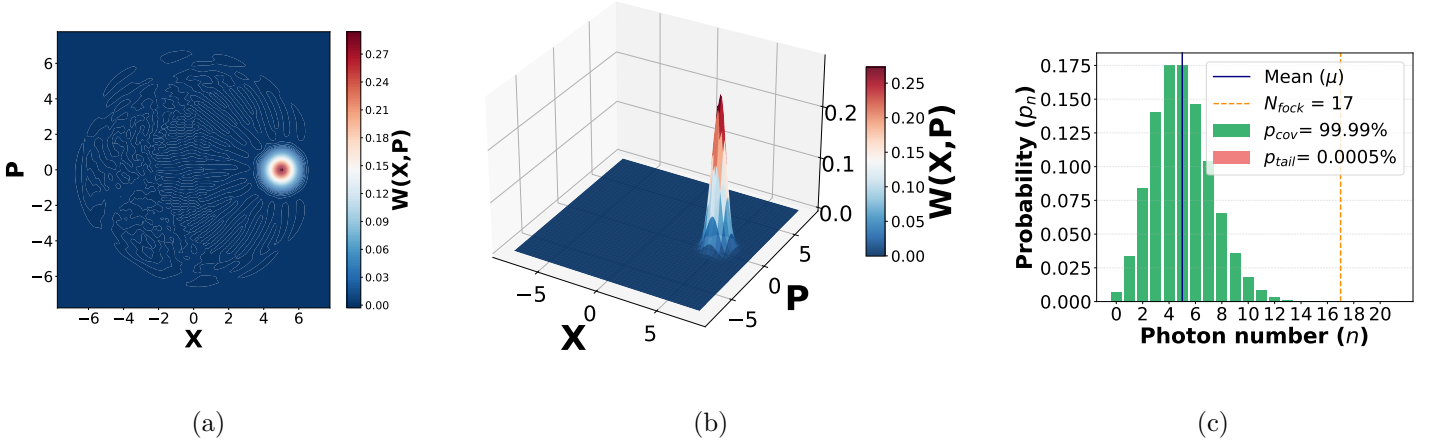 6
4
2
0
−2
−4
−6
P
−6 −4 −2 0 2 4 6
X
0.27
0.24
0.21
0.18
0.15
0.12
0.09
0.06
0.03
0.00
W(X,P)
(a)
0.2
0.1
0.0
−5 0 5
X
−5 0 5
P
0.25
0.20
0.15
0.10
0.05
0.00
W(X,P)
(b)
0.175
0.150
0.125
0.100
0.075
0.050
0.025
0.000
Probability (pn)
Mean (μ)
Nfock = 17
pcov= 99.99%
ptail= 0.0005%
0 2 4 6 8 10 12 14 16 18 20
Photon number (n)
(c)